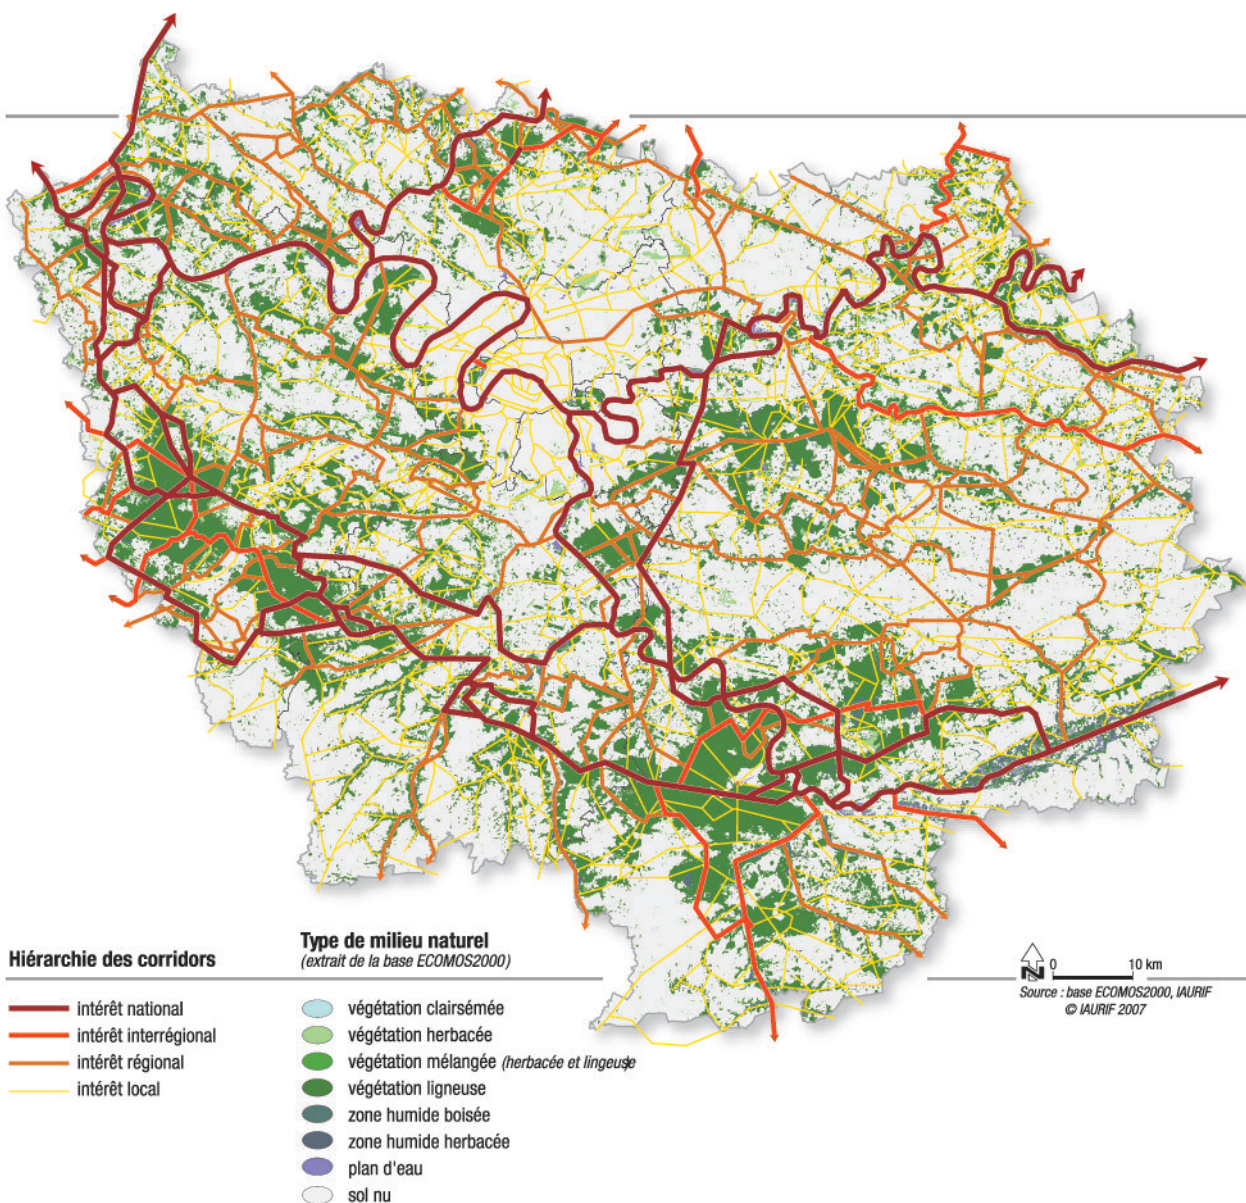 Hiérarchie des corridors
intérêt national
intérêt interrégional
intérêt régional
intérêt local
Type de milieu naturel
(extrait de la base ECOMOS2000)
végétation clairsémée
végétation herbacée
végétation mélangée (herbacée et lingeuse)
végétation ligneuse
zone humide boisée
zone humide herbacée
plan d'eau
sol nu
N
0 10 km
Source : base ECOMOS2000, IAURIF
© IAURIF 2007